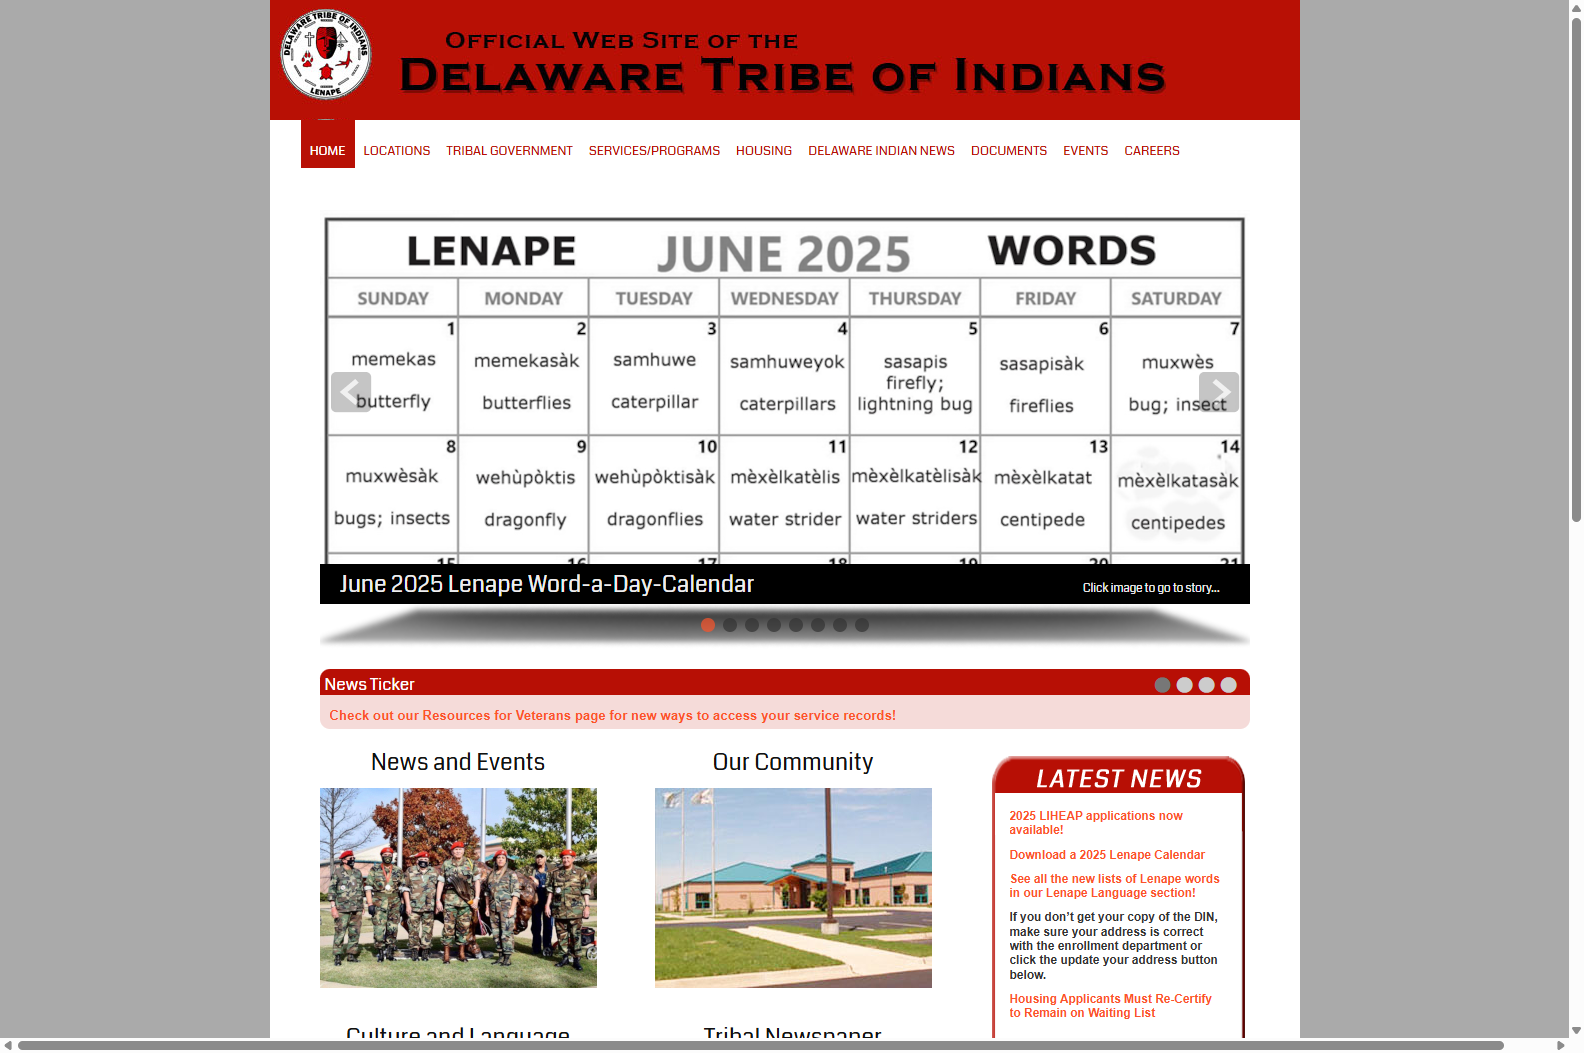 DELAWARE TRIBE OF INDIANS
LENAPE
OFFICIAL WEB SITE OF THE
DELAWARE TRIBE OF INDIANS
HOME LOCATIONS TRIBAL GOVERNMENT SERVICES/PROGRAMS HOUSING DELAWARE INDIAN NEWS DOCUMENTS EVENTS CAREERS
LENAPE JUNE 2025 WORDS
SUNDAY MONDAY TUESDAY WEDNESDAY THURSDAY FRIDAY SATURDAY
1 2 3 4 5 6 7
memekas memekasàk samhuwe samhuweyok sasapis sasapisàk muxwès
firefly;
butterfly butterflies caterpillar caterpillars lightning bug fireflies bug; insect
8 9 10 11 12 13 14
muxwèsàk wehùpòktis wehùpòktisàk mèxèlkatèlis mèxèlkatèlisàk mèxèlkatat mèxèlkatasàk
bugs; insects dragonfly dragonflies water strider water striders centipede centipedes
15 16 17 18 19 20 21
June 2025 Lenape Word-a-Day-Calendar
Click image to go to story...
News Ticker
Check out our Resources for Veterans page for new ways to access your service records!
News and Events
Our Community
LATEST NEWS
2025 LIHEAP applications now
available!
Download a 2025 Lenape Calendar
See all the new lists of Lenape words
in our Lenape Language section!
If you don't get your copy of the DIN,
make sure your address is correct
with the enrollment department or
click the update your address button
below.
Housing Applicants Must Re-Certify
to Remain on Waiting List
Culture and Language
Tribal Newspaper